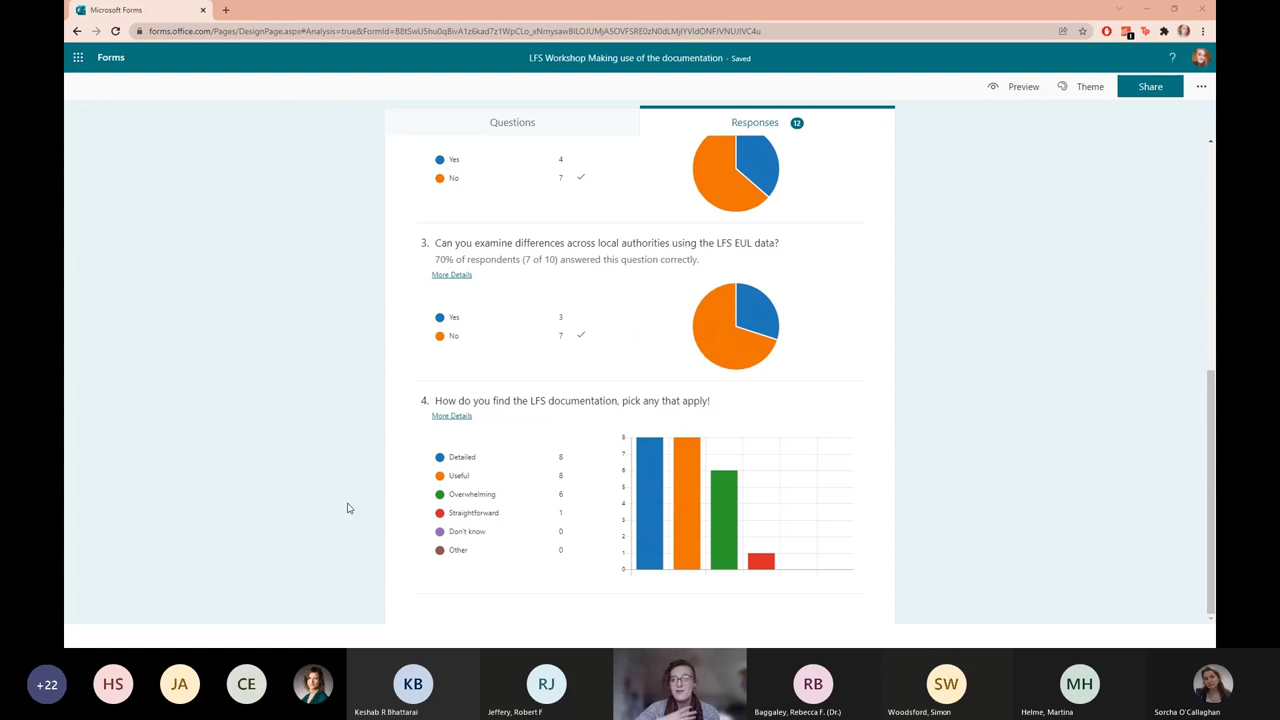 Microsoft Forms
forms.office.com/Pages/DesignPage.aspx#Analysis=true&FormId=
Forms
LFS Workshop Making use of the documentation - Saved
?
Preview
Theme
Share
Questions
Responses 12
Yes 4
No 7
3. Can you examine differences across local authorities using the LFS EUL data?
70% of respondents (7 of 10) answered this question correctly.
More Details
Yes 3
No 7
4. How do you find the LFS documentation, pick any that apply!
More Details
8
7
6
5
4
3
2
1
0
Detailed 8
Useful 8
Overwhelming 6
Straightforward 1
Don't know 0
Other 0
+22
HS
JA
CE
KB
RJ
RB
SW
MH
Keshab R Bhattarai
Jeffery, Robert F
Baggaley, Rebecca F. (Dr.)
Woodsford, Simon
Helme, Martina
Sorcha O'Callaghan